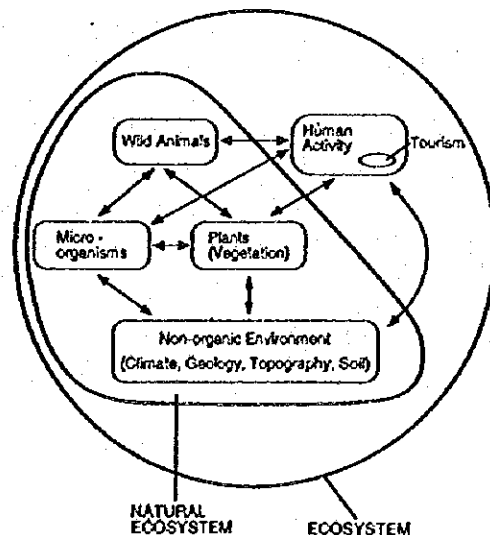 Human
Activity
Tourism
Wild Animals
Micro-
organisms
Plants
(Vegetation)
Non-organic Environment
(Climate, Geology, Topography, Soil)
NATURAL
ECOSYSTEM
ECOSYSTEM